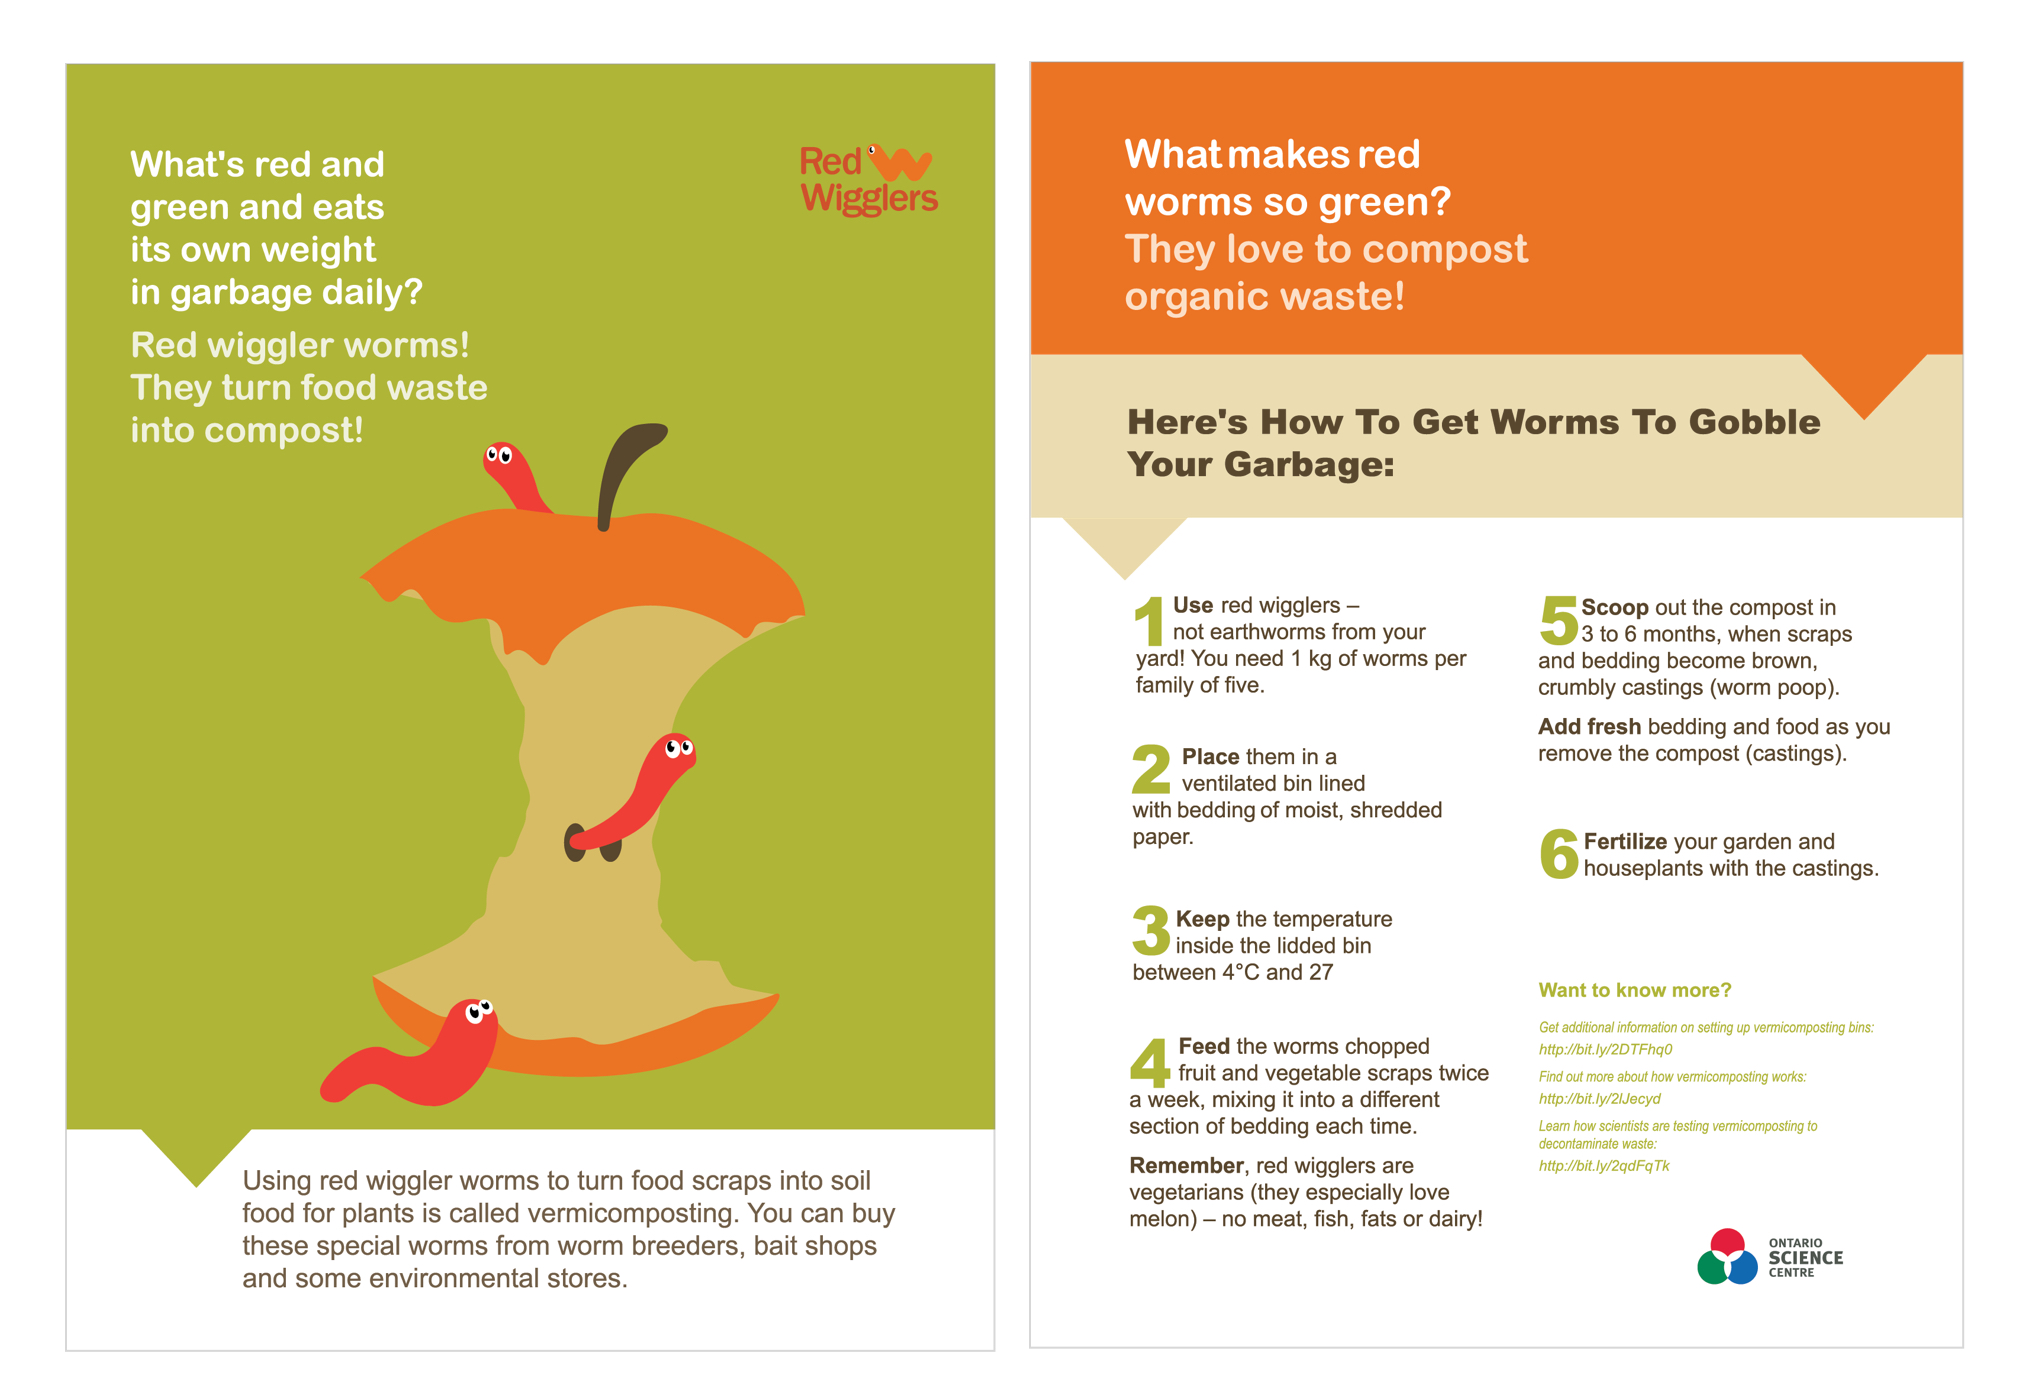 What's red and
green and eats
its own weight
in garbage daily?
Red wiggler worms!
They turn food waste
into compost!
Red
Wigglers
Using red wiggler worms to turn food scraps into soil
food for plants is called vermicomposting. You can buy
these special worms from worm breeders, bait shops
and some environmental stores.
What makes red
worms so green?
They love to compost
organic waste!
Here's How To Get Worms To Gobble
Your Garbage:
1 Use red wigglers –
not earthworms from your
yard! You need 1 kg of worms per
family of five.
2 Place them in a
ventilated bin lined
with bedding of moist, shredded
paper.
3 Keep the temperature
inside the lidded bin
between 4°C and 27
4 Feed the worms chopped
fruit and vegetable scraps twice
a week, mixing it into a different
section of bedding each time.
Remember, red wigglers are
vegetarians (they especially love
melon) – no meat, fish, fats or dairy!
5 Scoop out the compost in
3 to 6 months, when scraps
and bedding become brown,
crumbly castings (worm poop).
Add fresh bedding and food as you
remove the compost (castings).
6 Fertilize your garden and
houseplants with the castings.
Want to know more?
Get additional information on setting up vermicomposting bins:
http://bit.ly/2DTFhq0
Find out more about how vermicomposting works:
http://bit.ly/2lJecyd
Learn how scientists are testing vermicomposting to
decontaminate waste:
http://bit.ly/2qdFqTk
ONTARIO
SCIENCE
CENTRE